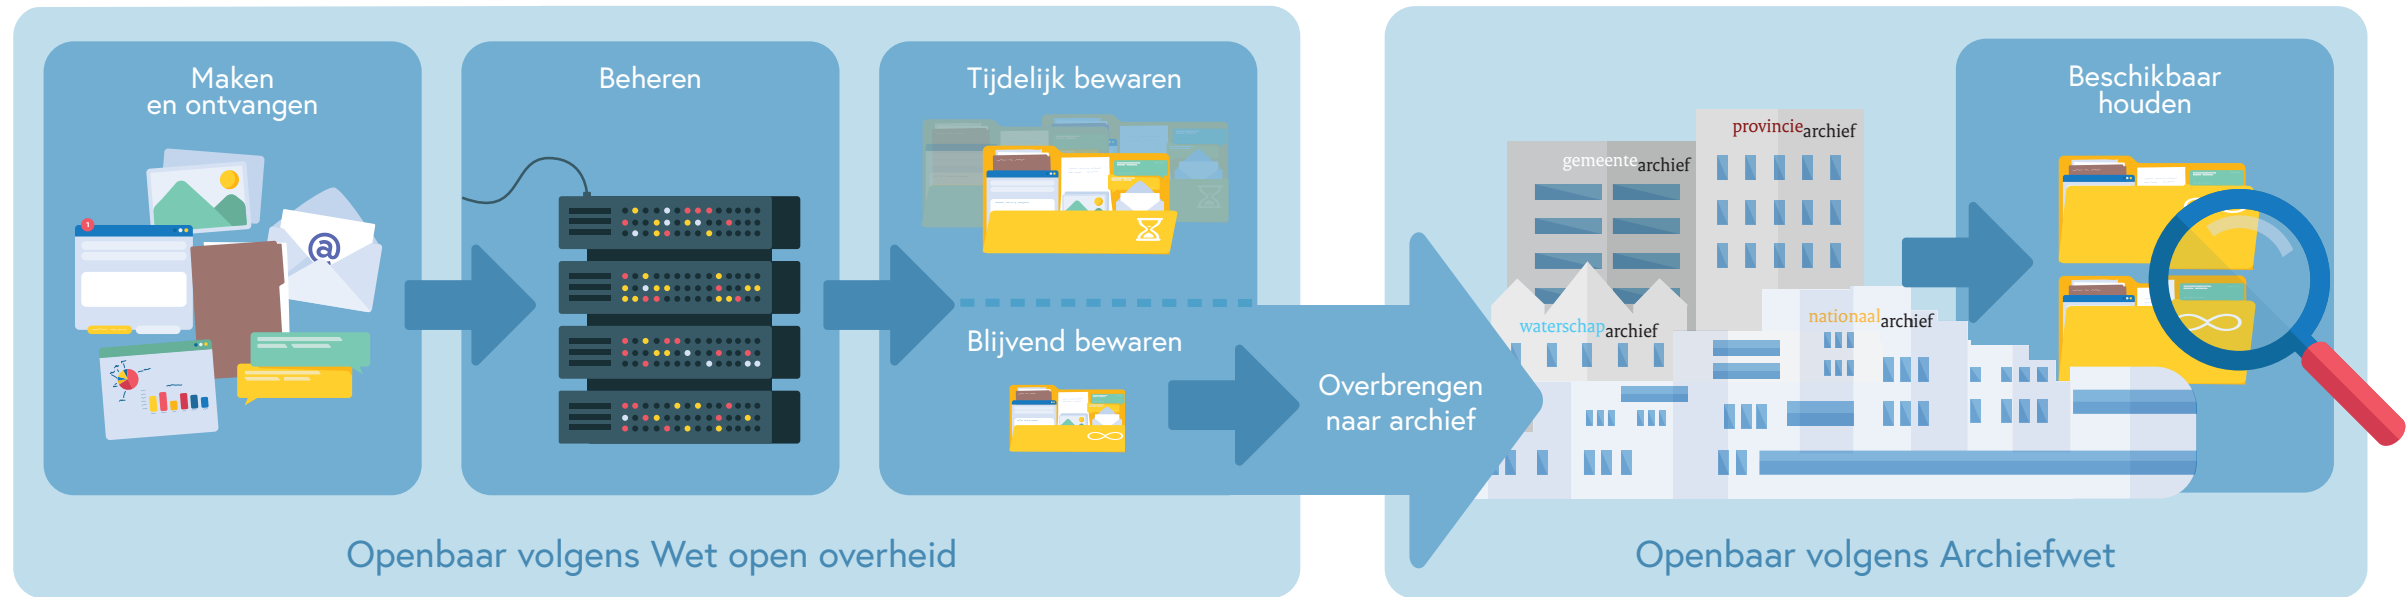 Maken
en ontvangen
Beheren
Tijdelijk bewaren
Blijvend bewaren
Overbrengen
naar archief
gemeentearchief
provinciearchief
waterschaparchief
nationaalarchief
Beschikbaar
houden
1
@
Openbaar volgens Wet open overheid
Openbaar volgens Archiefwet